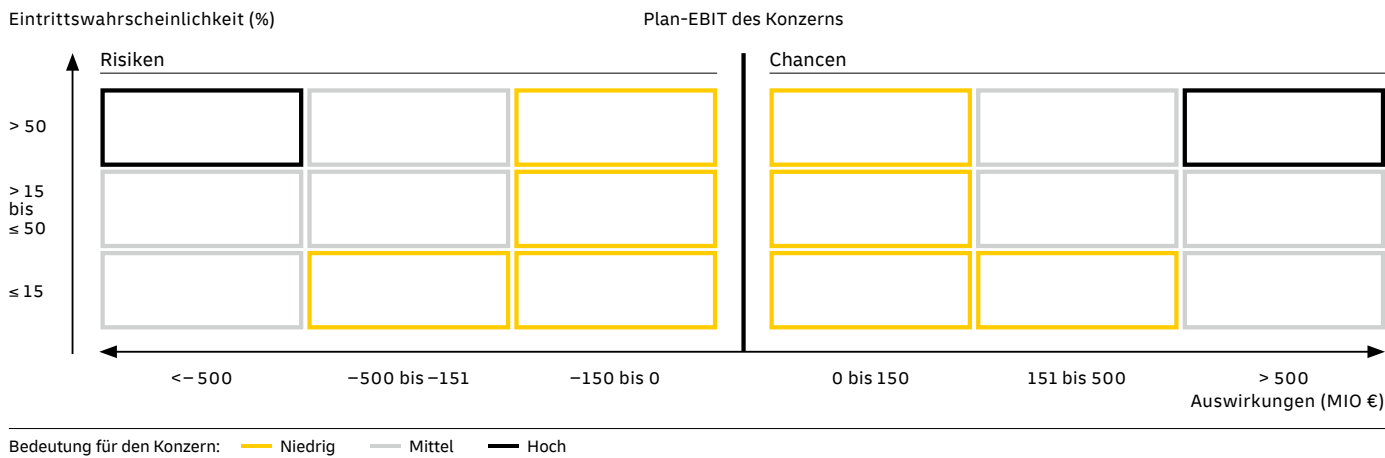 Eintrittswahrscheinlichkeit (%)
Plan-EBIT des Konzerns
Risiken
Chancen
> 50
> 15
bis
≤ 50
≤ 15
<–500
–500 bis –151
–150 bis 0
0 bis 150
151 bis 500
> 500
Auswirkungen (MIO €)
Bedeutung für den Konzern: Niedrig Mittel Hoch